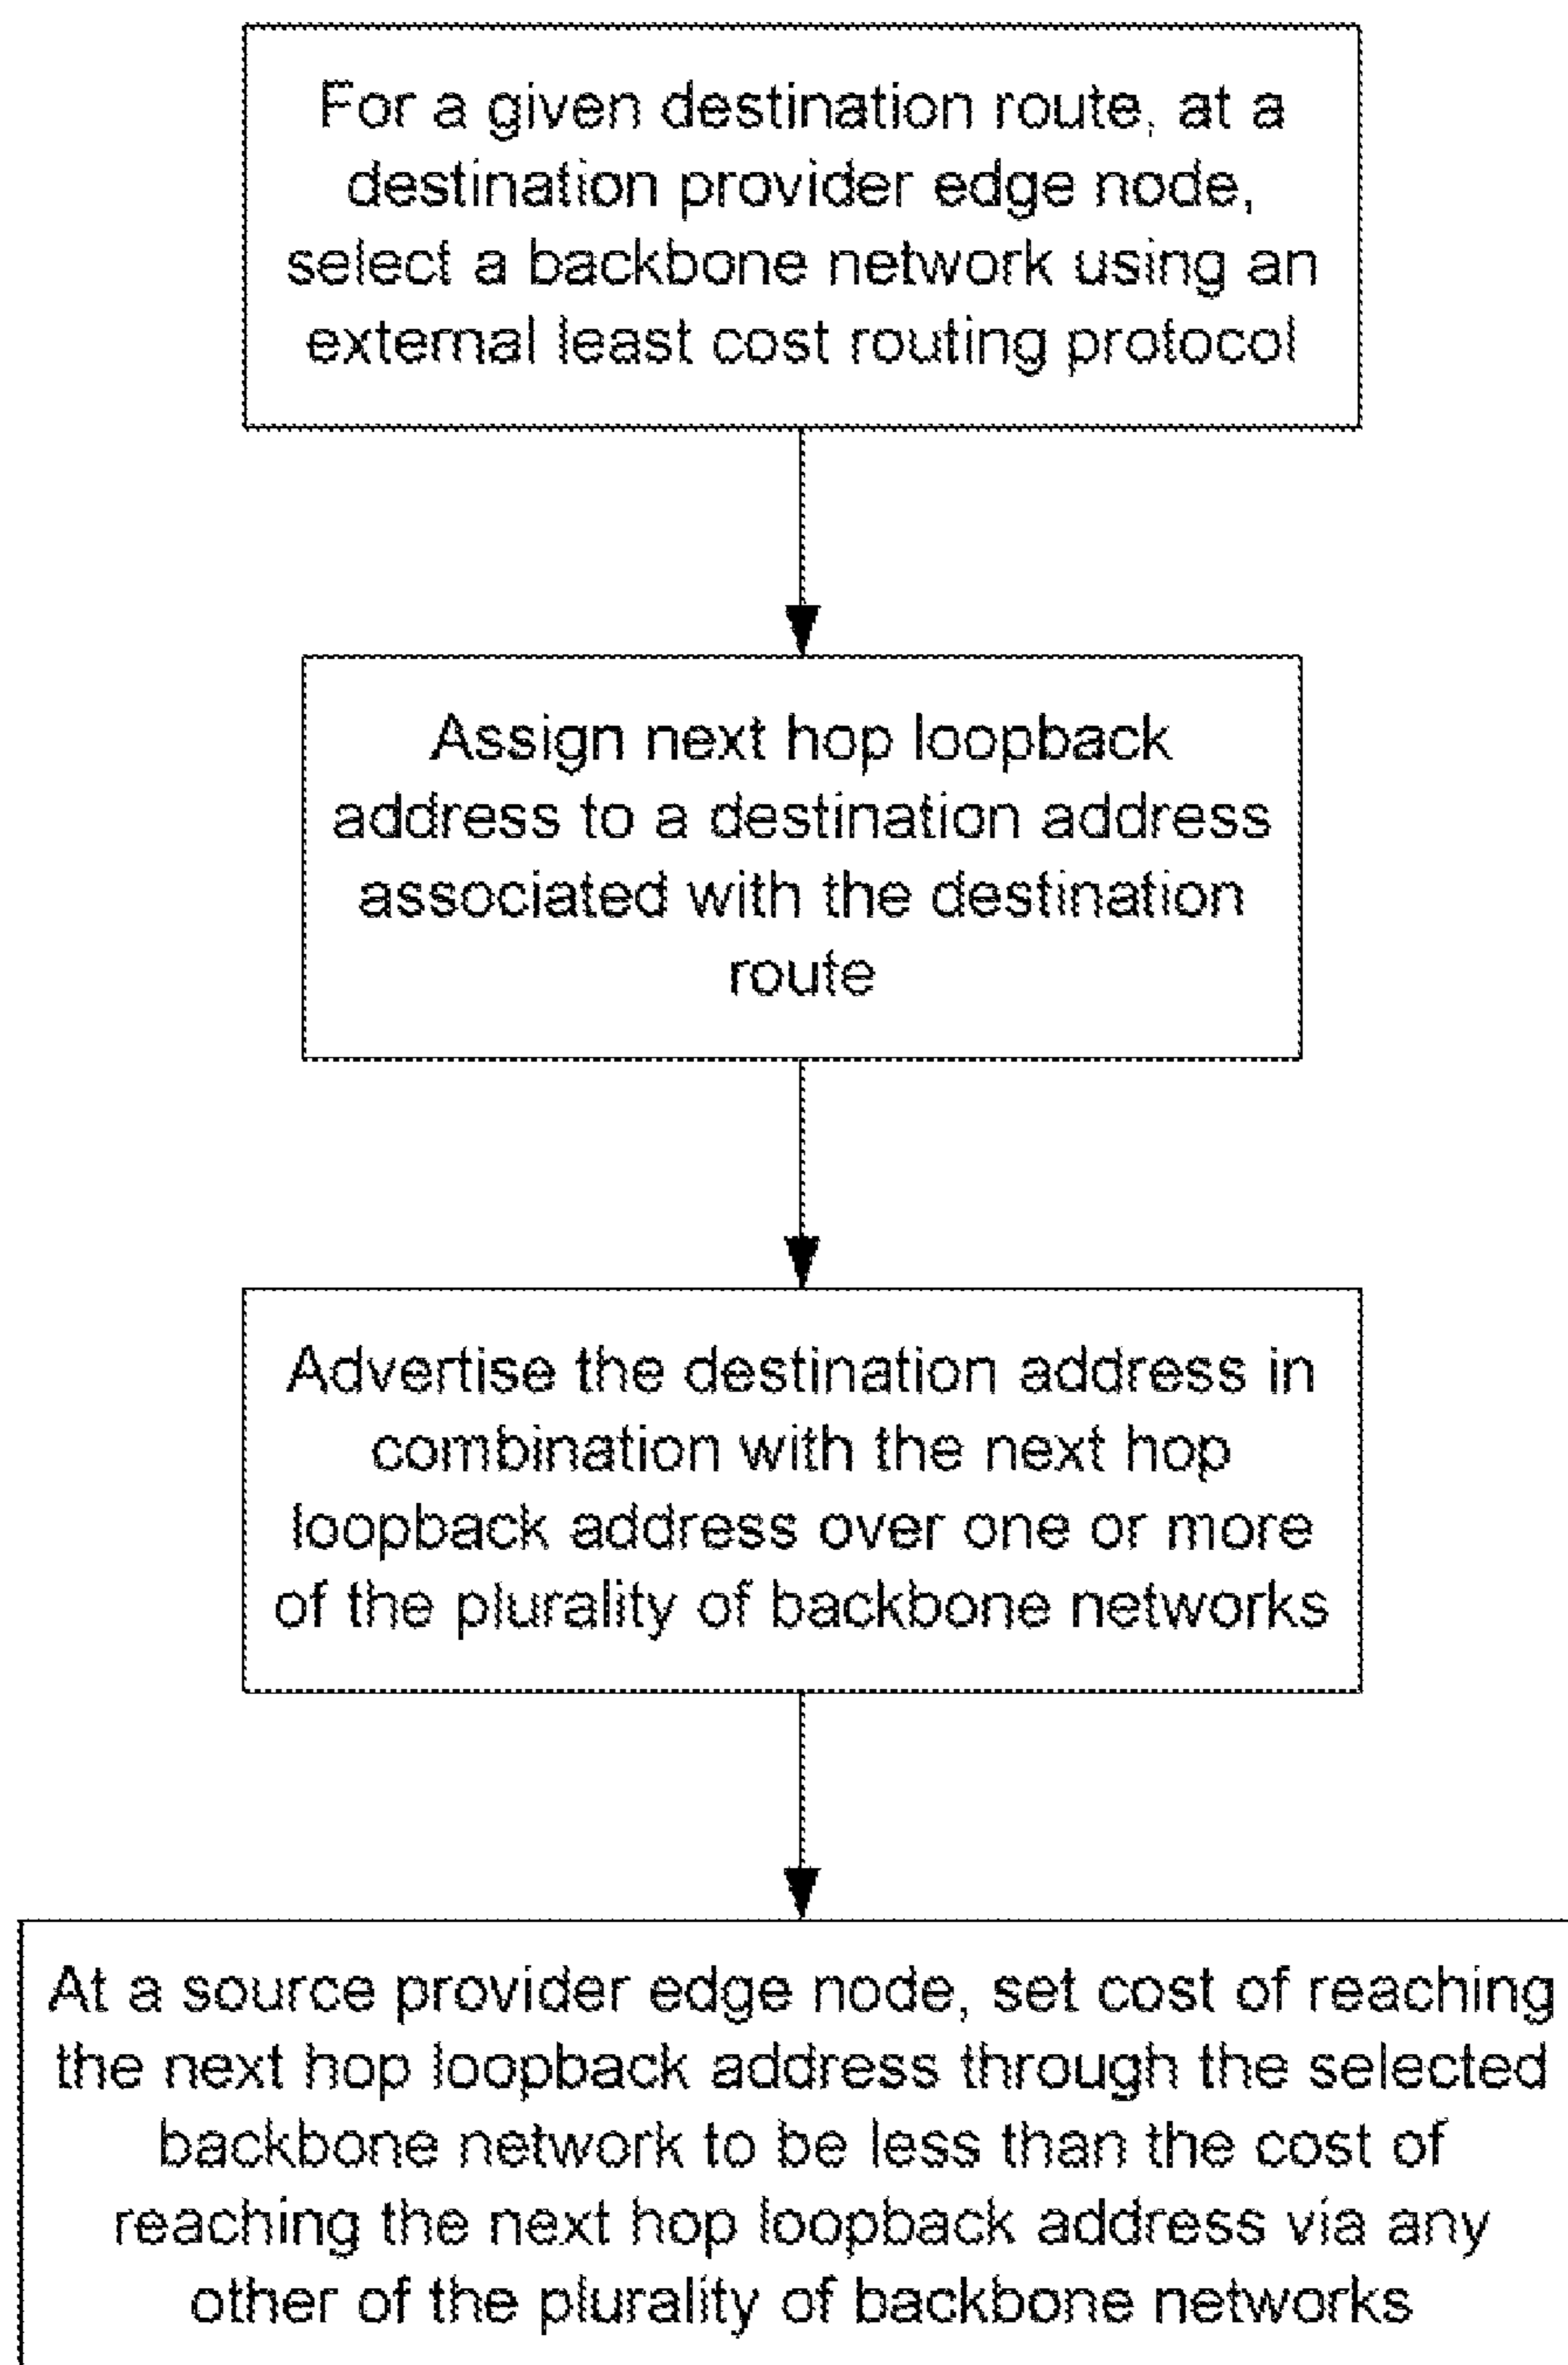 For a given destination route, at a
destination provider edge node,
select a backbone network using an
external least cost routing protocol
Assign next hop loopback
address to a destination address
associated with the destination
route
Advertise the destination address in
combination with the next hop
loopback address over one or more
of the plurality of backbone networks
At a source provider edge node, set cost of reaching
the next hop loopback address through the selected
backbone network to be less than the cost of
reaching the next hop loopback address via any
other of the plurality of backbone networks